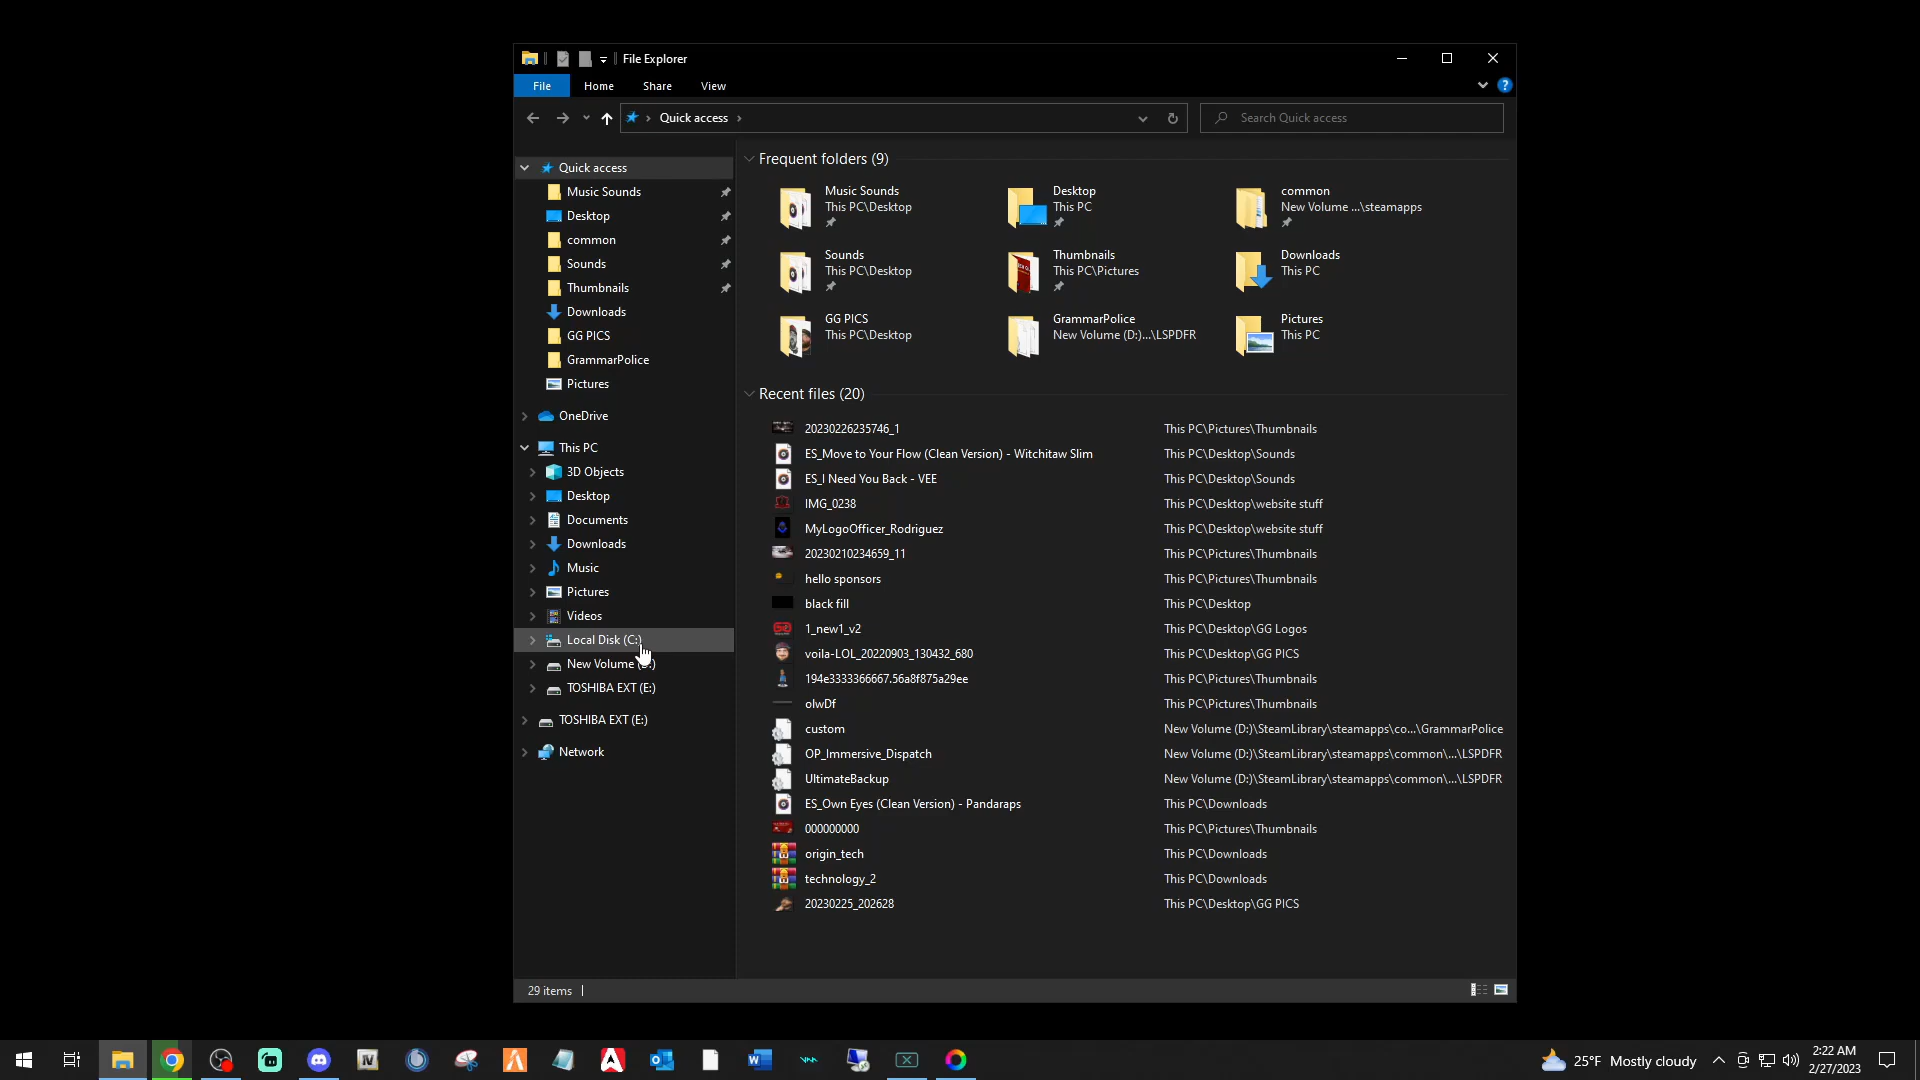 File Explorer
File Home Share View
Quick access
Search Quick access
Quick access
Music Sounds
Desktop
common
Sounds
Thumbnails
Downloads
GG PICS
GrammarPolice
Pictures
OneDrive
This PC
3D Objects
Desktop
Documents
Downloads
Music
Pictures
Videos
Local Disk (C:)
New Volume
TOSHIBA EXT (E:)
TOSHIBA EXT (E:)
Network
Frequent folders (9)
Music Sounds
This PC\Desktop
Desktop
This PC
common
New Volume ...\steamapps
Sounds
This PC\Desktop
Thumbnails
This PC\Pictures
Downloads
This PC
GG PICS
This PC\Desktop
GrammarPolice
New Volume (D:)...\LSPDFR
Pictures
This PC
Recent files (20)
20230226235746_1 This PC\Pictures\Thumbnails
ES_Move to Your Flow (Clean Version) - Witchitaw Slim This PC\Desktop\Sounds
ES_I Need You Back - VEE This PC\Desktop\Sounds
IMG_0238 This PC\Desktop\website stuff
MyLogoOfficer_Rodriguez This PC\Desktop\website stuff
20230210234659_11 This PC\Pictures\Thumbnails
hello sponsors This PC\Pictures\Thumbnails
black fill This PC\Desktop
1_new1_v2 This PC\Desktop\GG Logos
voila-LOL_20220903_130432_680 This PC\Desktop\GG PICS
194e3333366667.56a8f875a29ee This PC\Pictures\Thumbnails
olwDf This PC\Pictures\Thumbnails
custom New Volume (D:)\SteamLibrary\steamapps\co...\GrammarPolice
OP_Immersive_Dispatch New Volume (D:)\SteamLibrary\steamapps\common\...\LSPDFR
UltimateBackup New Volume (D:)\SteamLibrary\steamapps\common\...\LSPDFR
ES_Own Eyes (Clean Version) - Pandaraps This PC\Downloads
000000000 This PC\Pictures\Thumbnails
origin_tech This PC\Downloads
technology_2 This PC\Downloads
20230225_202628 This PC\Desktop\GG PICS
29 items
25°F Mostly cloudy
2:22 AM
2/27/2023